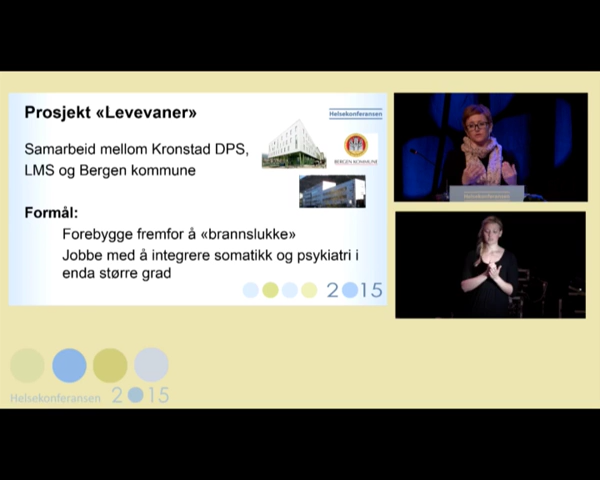 Prosjekt «Levevaner»
Helsekonferansen
Samarbeid mellom Kronstad DPS,
LMS og Bergen kommune
BERGEN KOMMUNE
Formål:
Forebygge fremfor å «brannslukke»
Jobbe med å integrere somatikk og psykiatri i
enda større grad
2015
Helsekonferansen
Helsekonferansen 2015